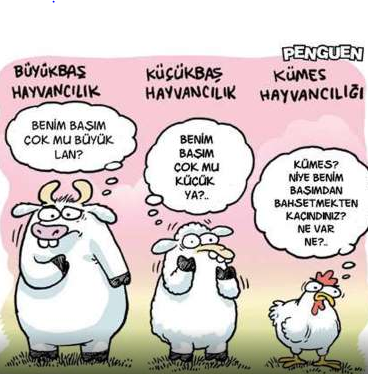 PENGUEN
BÜYÜKBAŞ
HAYVANCILIK
BENİM BAŞIM
ÇOK MU BÜYÜK
LAN?
KÜÇÜKBAŞ
HAYVANCILIK
BENİM
BAŞIM
ÇOK MU
KÜÇÜK
YA?..
KÜMES
HAYVANCILIĞI
KÜMES?
NİYE BENİM
BAŞIMDAN
BAHSETMEKTEN
KAÇINDINIZ?
NE VAR
NE?..